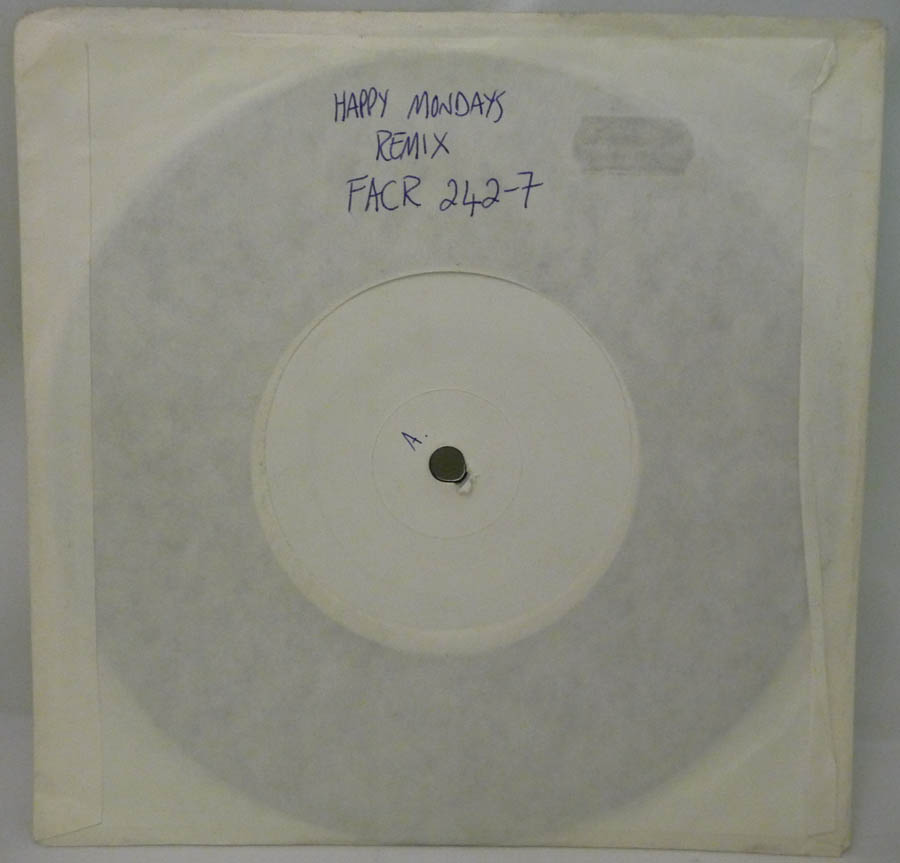 HAPPY MONDAYS
REMIX
FACR 242-7
A.